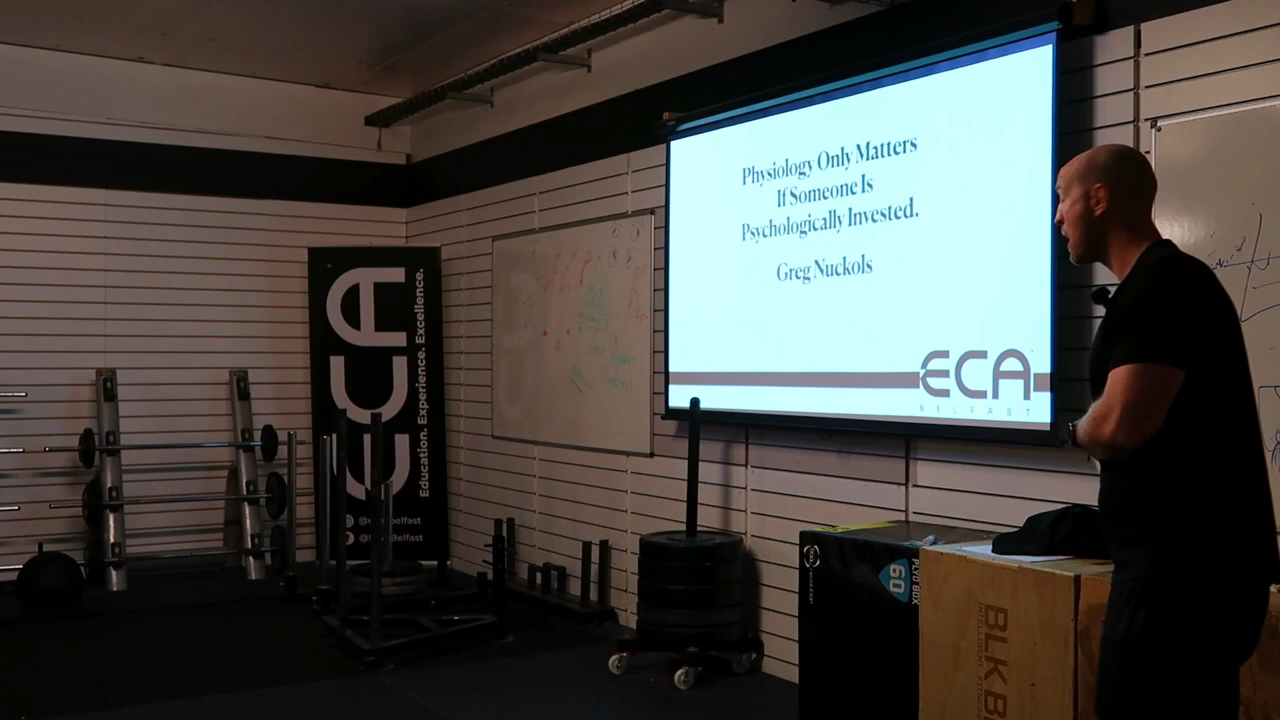 Physiology Only Matters
If Someone Is
Psychologically Invested.
Greg Nuckols
ECA
BELFAST
ECA
Education. Experience. Excellence.
60
PLYO BOX
BLK B